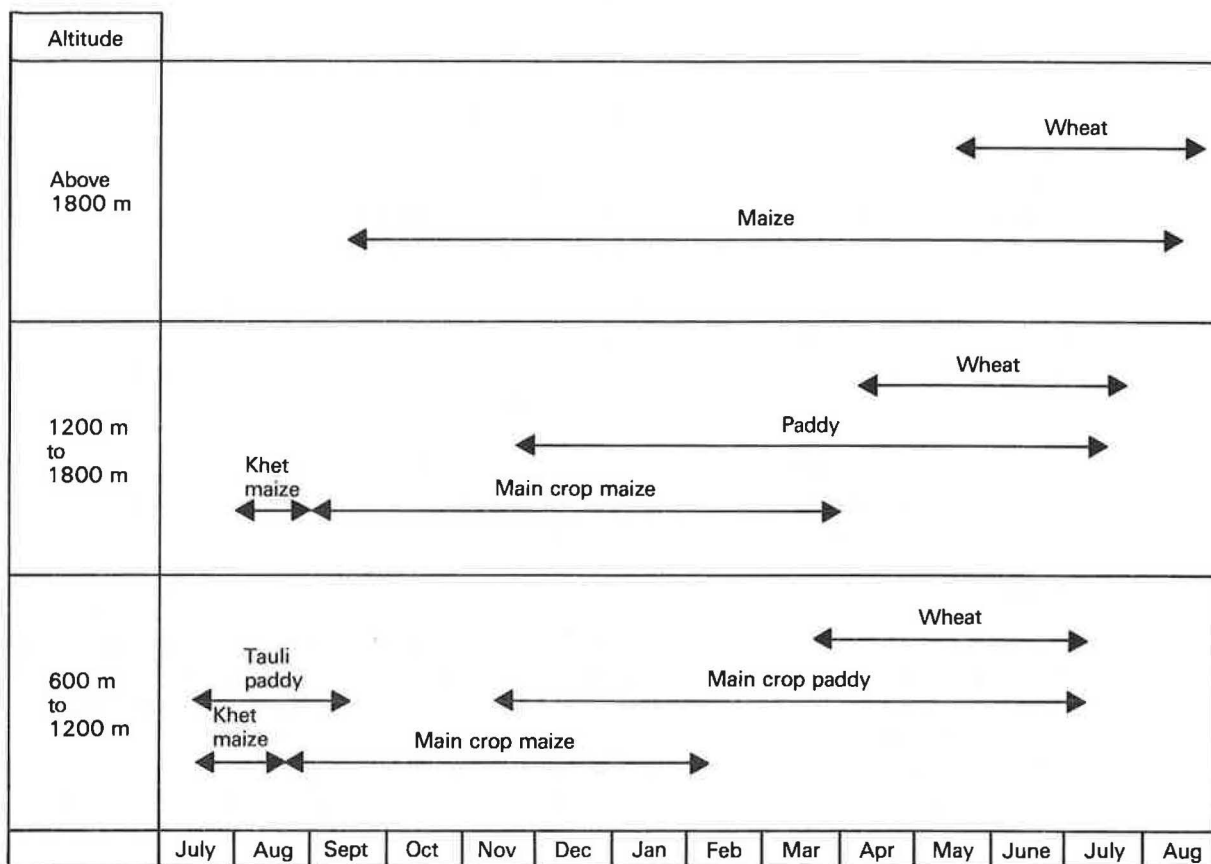 Altitude
Above
1800 m
Wheat
Maize
1200 m
to
1800 m
Wheat
Paddy
Khet
maize
Main crop maize
600 m
to
1200 m
Wheat
Tauli
paddy
Main crop paddy
Khet
maize
Main crop maize
July Aug Sept Oct Nov Dec Jan Feb Mar Apr May June July Aug